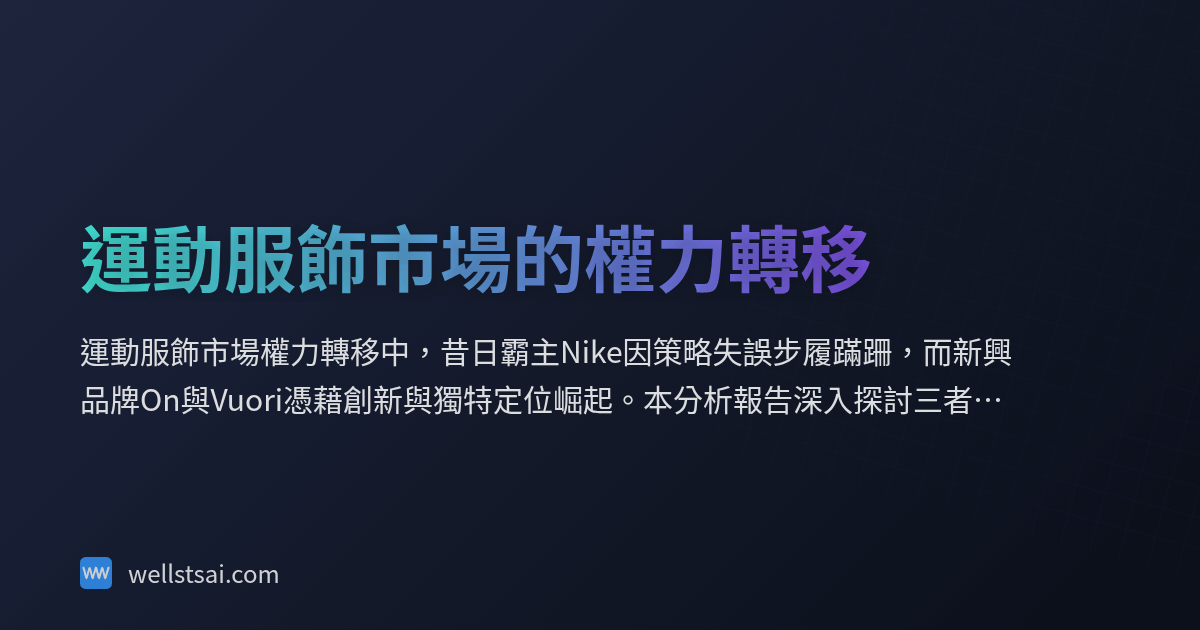 運動服飾市場的權力轉移
運動服飾市場權力轉移中，昔日霸主Nike因策略失誤步履蹣跚，而新興
品牌On與Vuori憑藉創新與獨特定位崛起。本分析報告深入探討三者…
wellstsai.com